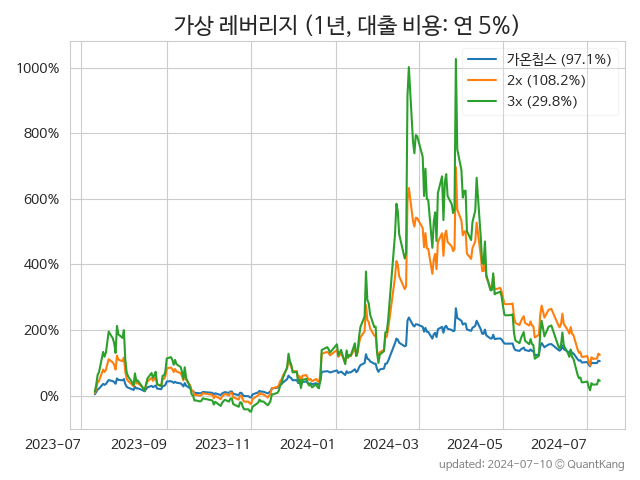 가상 레버리지 (1년, 대출 비용: 연 5%)
가온칩스 (97.1%)
2x (108.2%)
3x (29.8%)
1000%
800%
600%
400%
200%
0%
2023-07 2023-09 2023-11 2024-01 2024-03 2024-05 2024-07
updated: 2024-07-10 © QuantKang